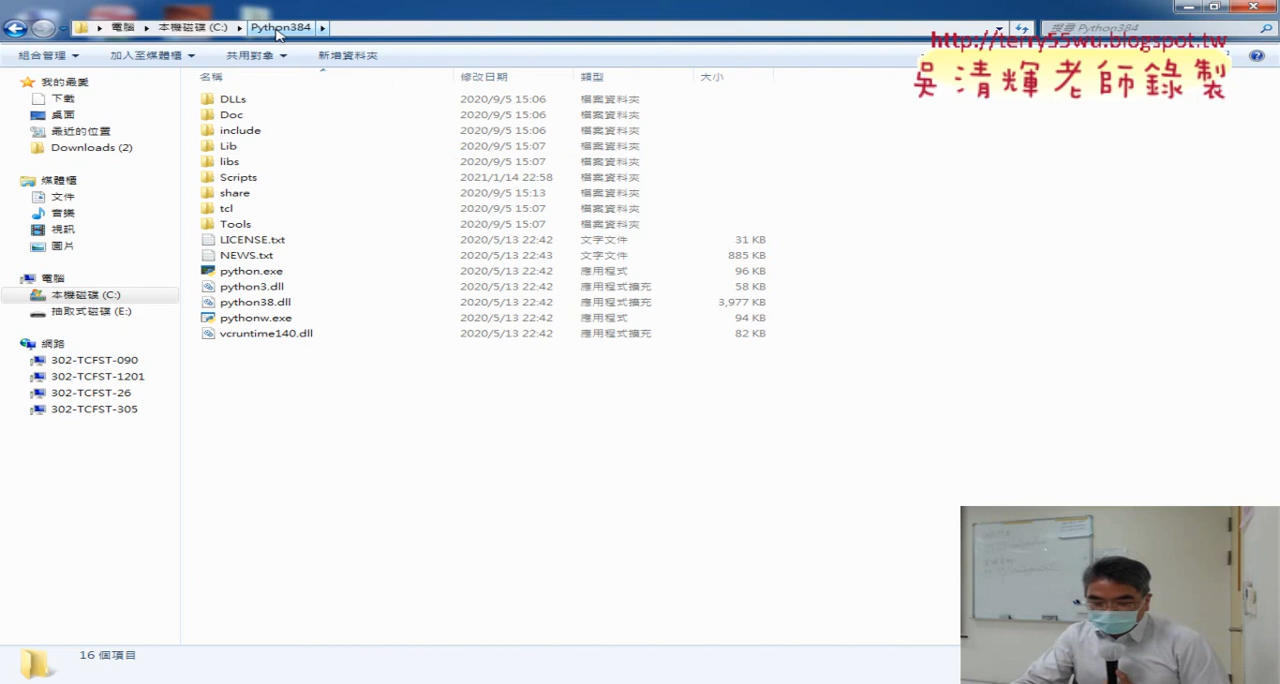 電腦 ▸ 本機磁碟 (C:) ▸ Python384 ▸
搜尋 Python384
http://terry55wu.blogspot.tw
吳清輝老師錄製
組合管理 加入至媒體櫃 共用對象 新增資料夾
名稱 修改日期 類型 大小
我的最愛
下載
桌面
最近的位置
Downloads (2)
媒體櫃
文件
音樂
視訊
圖片
電腦
本機磁碟 (C:)
抽取式磁碟 (E:)
網路
302-TCFST-090
302-TCFST-1201
302-TCFST-26
302-TCFST-305
DLLs 2020/9/5 15:06 檔案資料夾
Doc 2020/9/5 15:06 檔案資料夾
include 2020/9/5 15:06 檔案資料夾
Lib 2020/9/5 15:07 檔案資料夾
libs 2020/9/5 15:07 檔案資料夾
Scripts 2021/1/14 22:58 檔案資料夾
share 2020/9/5 15:13 檔案資料夾
tcl 2020/9/5 15:07 檔案資料夾
Tools 2020/9/5 15:07 檔案資料夾
LICENSE.txt 2020/5/13 22:42 文字文件 31 KB
NEWS.txt 2020/5/13 22:43 文字文件 885 KB
python.exe 2020/5/13 22:42 應用程式 96 KB
python3.dll 2020/5/13 22:42 應用程式擴充 58 KB
python38.dll 2020/5/13 22:42 應用程式擴充 3,977 KB
pythonw.exe 2020/5/13 22:42 應用程式 94 KB
vcruntime140.dll 2020/5/13 22:42 應用程式擴充 82 KB
16 個項目